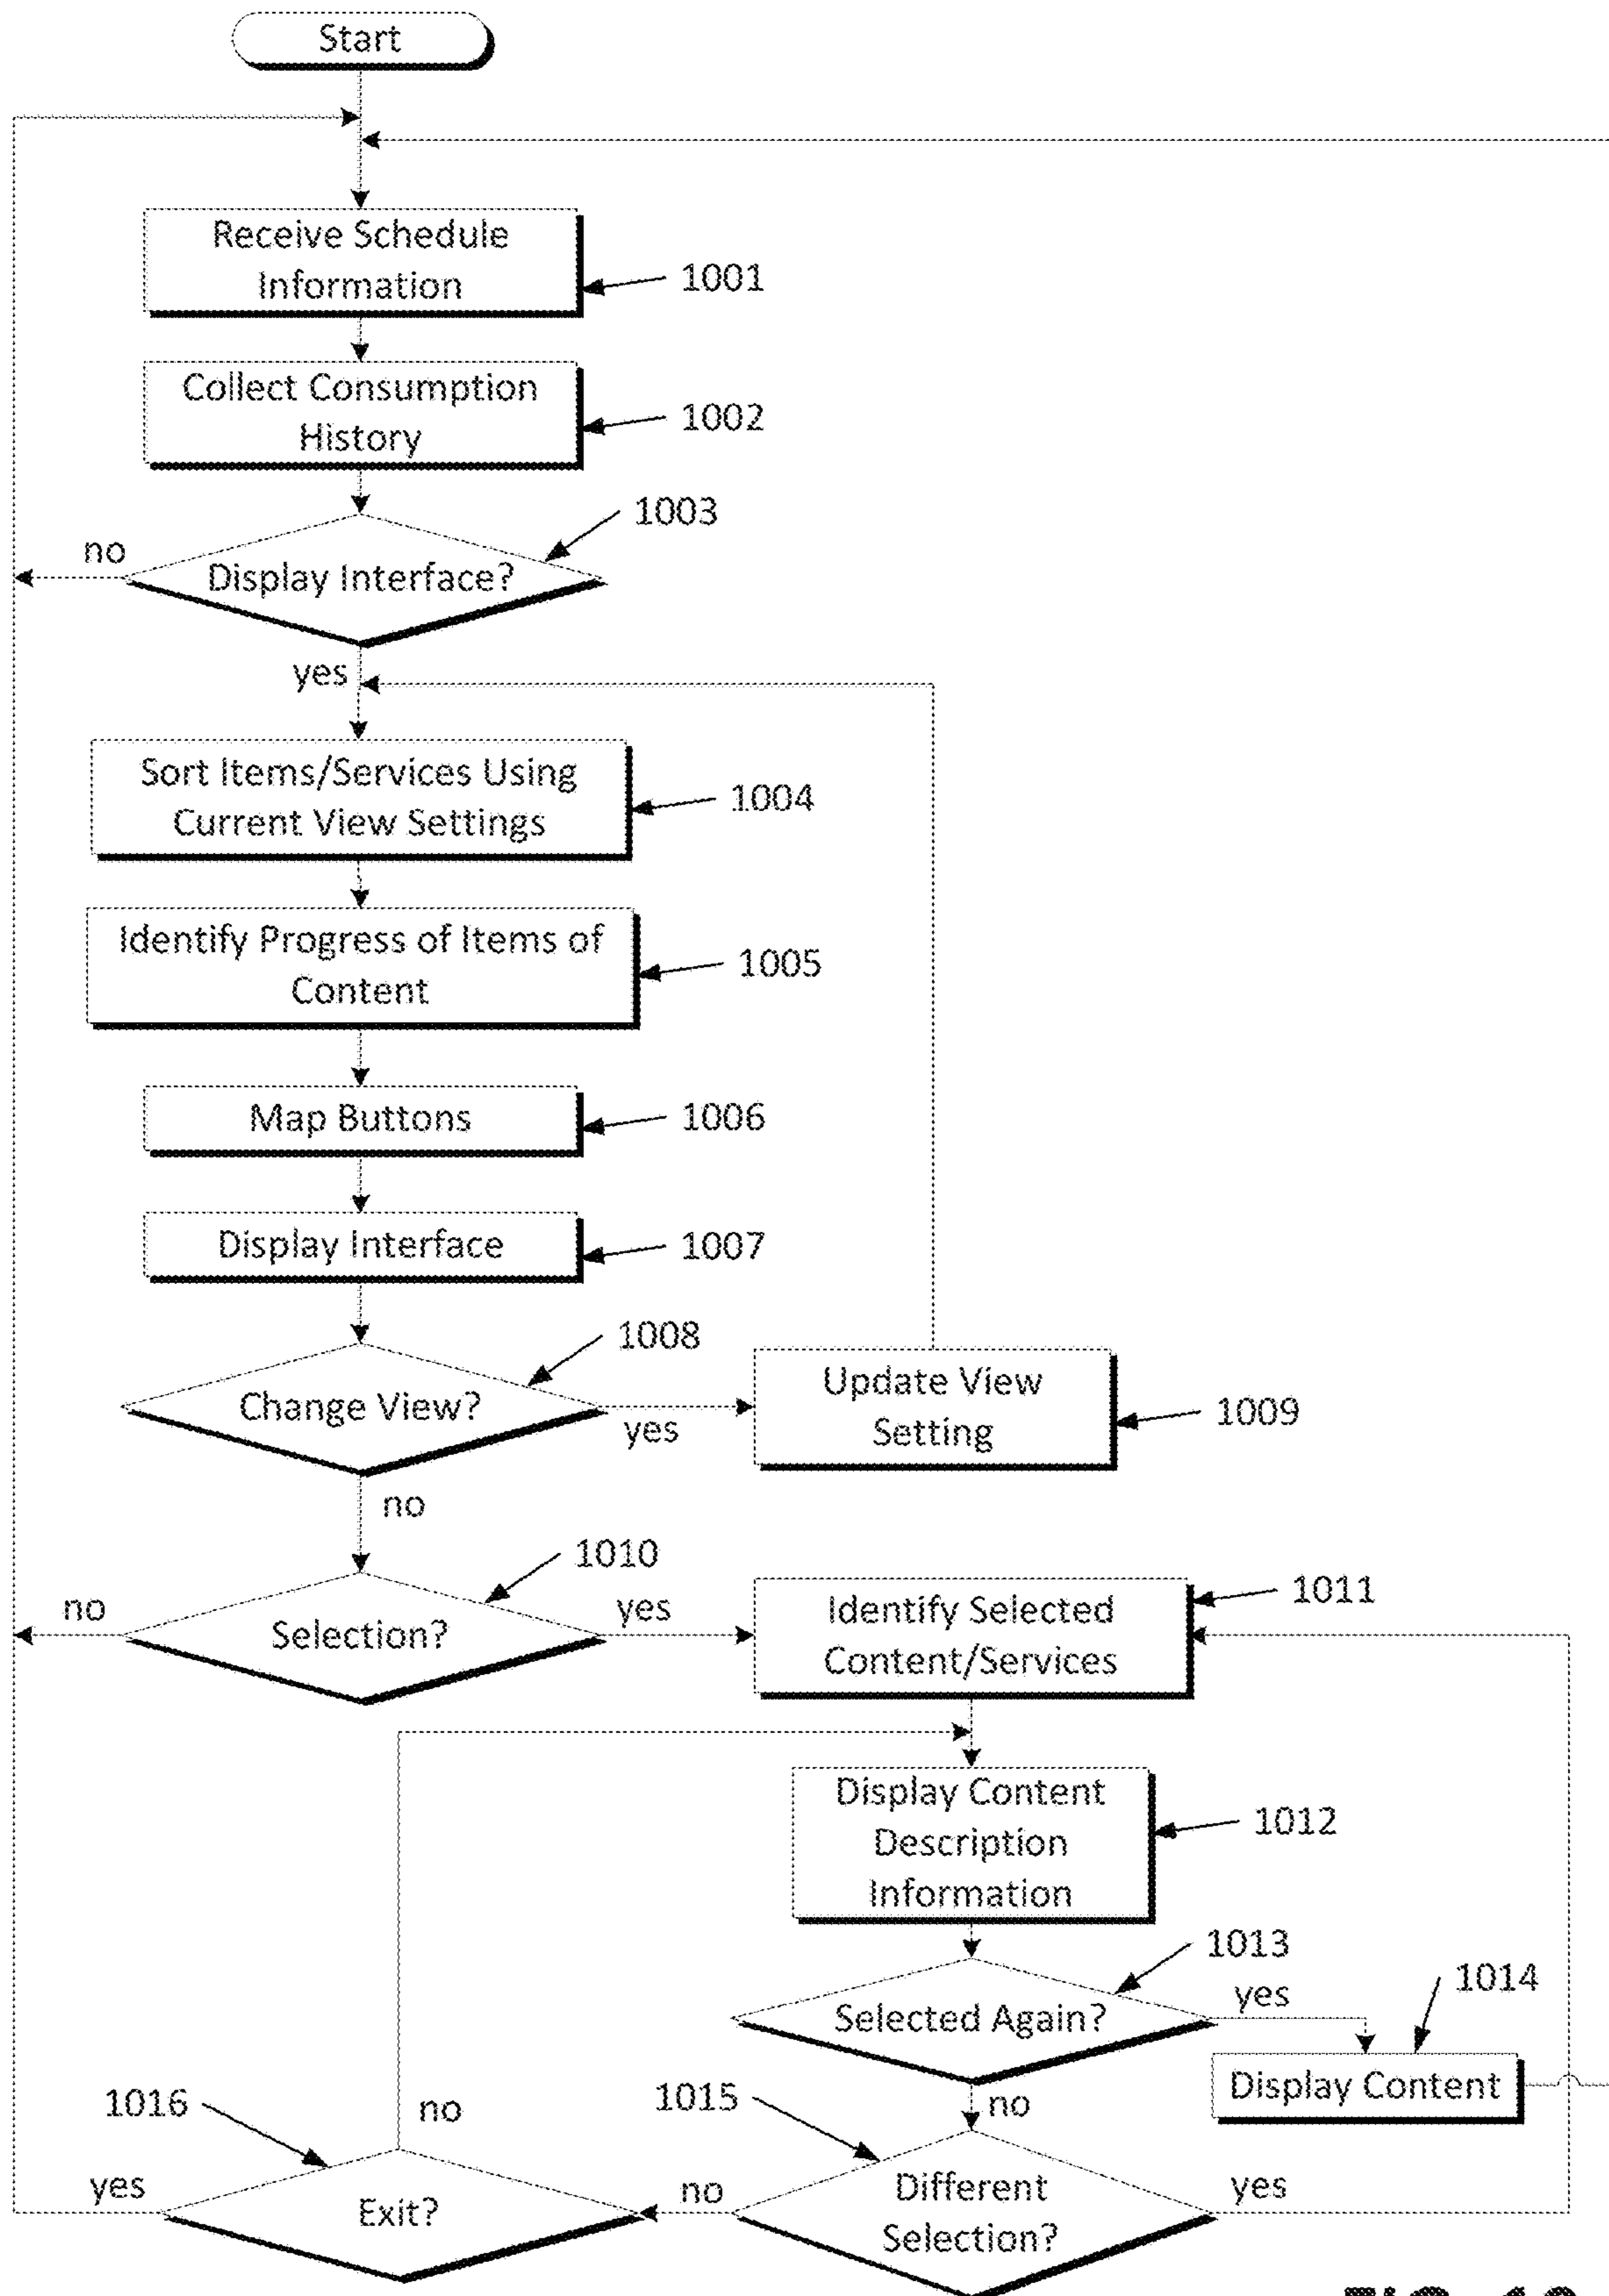 Start
Receive Schedule
Information
1001
Collect Consumption
History
1002
1003
Display Interface?
no
yes
Sort Items/Services Using
Current View Settings
1004
Identify Progress of Items of
Content
1005
Map Buttons
1006
Display Interface
1007
1008
Change View?
yes
Update View
Setting
1009
no
1010
Selection?
no
yes
Identify Selected
Content/Services
1011
Display Content
Description
Information
1012
1013
Selected Again?
yes
1014
Display Content
no
1015
Different
Selection?
yes
no
1016
Exit?
no
yes